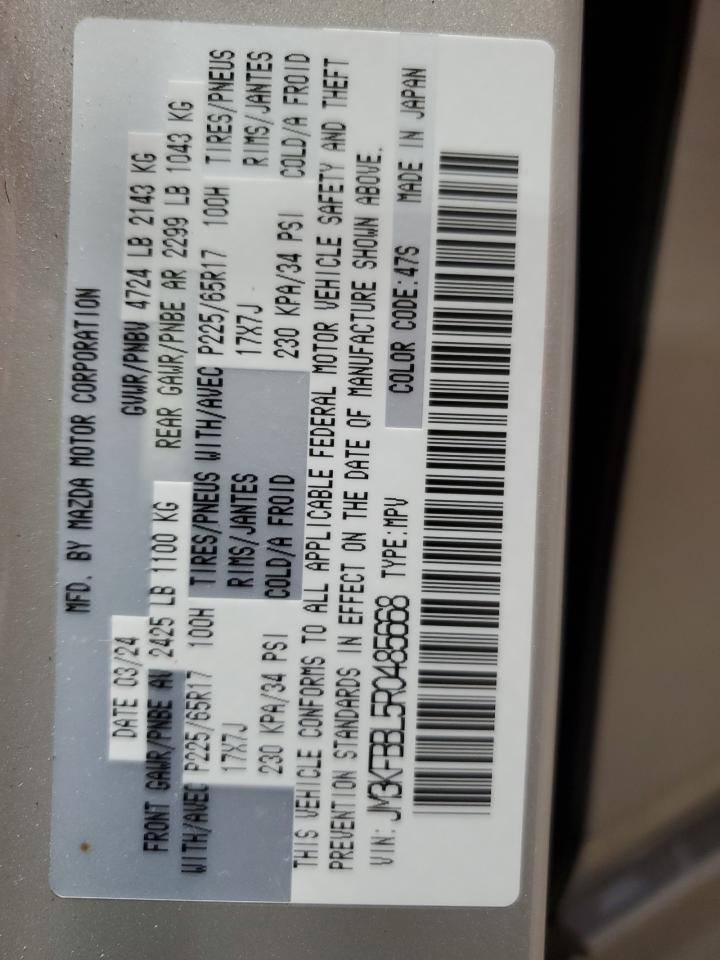 MFD. BY MAZDA MOTOR CORPORATION
DATE 03/24 GVWR/PNBV 4724 LB 2143 KG
FRONT GAWR/PNBE AV 2425 LB 1100 KG REAR GAWR/PNBE AR 2299 LB 1043 KG
WITH/AVEC P225/65R17 100H TIRES/PNEUS WITH/AVEC P225/65R17 100H TIRES/PNEUS
17X7J RIMS/JANTES 17X7J RIMS/JANTES
230 KPA/34 PSI COLD/A FROID 230 KPA/34 PSI COLD/A FROID
THIS VEHICLE CONFORMS TO ALL APPLICABLE FEDERAL MOTOR VEHICLE SAFETY AND THEFT
PREVENTION STANDARDS IN EFFECT ON THE DATE OF MANUFACTURE SHOWN ABOVE.
VIN: JM3KFBBL5R0485668 TYPE:MPV COLOR CODE:47S MADE IN JAPAN